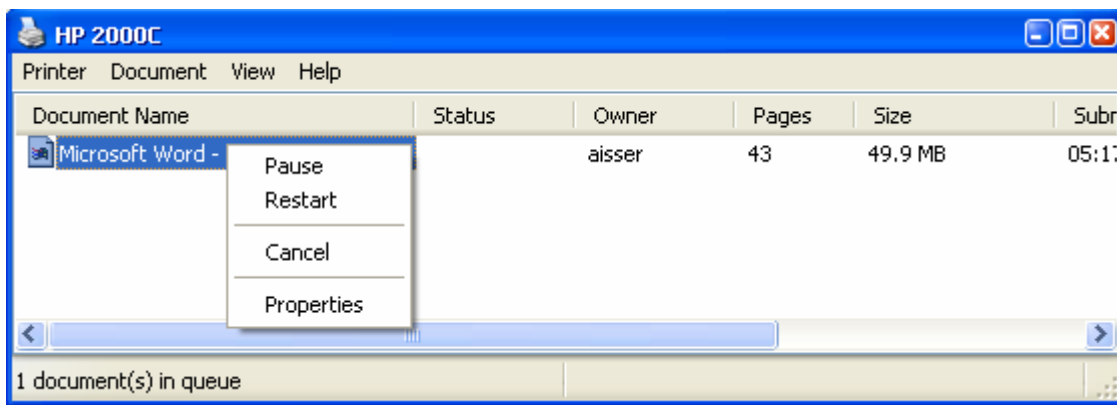 HP 2000C
Printer Document View Help
Document Name Status Owner Pages Size Subr
Microsoft Word - aisser 43 49.9 MB 05:17
Pause
Restart
Cancel
Properties
1 document(s) in queue